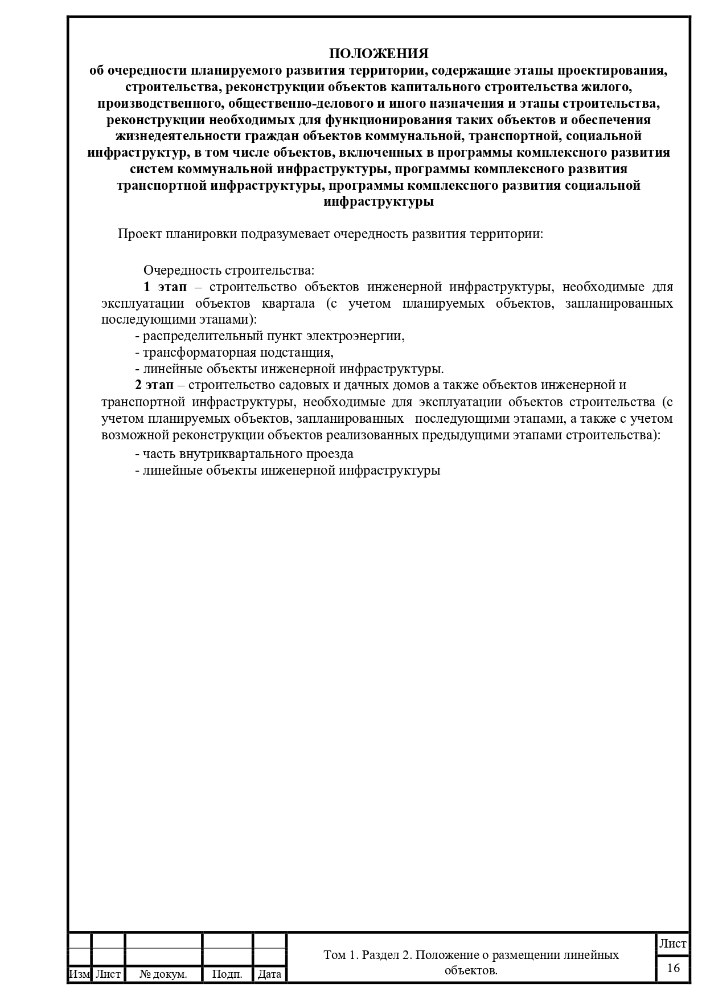 ПОЛОЖЕНИЯ
об очередности планируемого развития территории, содержащие этапы проектирования,
строительства, реконструкции объектов капитального строительства жилого,
производственного, общественно-делового и иного назначения и этапы строительства,
реконструкции необходимых для функционирования таких объектов и обеспечения
жизнедеятельности граждан объектов коммунальной, транспортной, социальной
инфраструктур, в том числе объектов, включенных в программы комплексного развития
систем коммунальной инфраструктуры, программы комплексного развития
транспортной инфраструктуры, программы комплексного развития социальной
инфраструктуры
Проект планировки подразумевает очередность развития территории:
Очередность строительства:
1 этап – строительство объектов инженерной инфраструктуры, необходимые для
эксплуатации объектов квартала (с учетом планируемых объектов, запланированных
последующими этапами):
- распределительный пункт электроэнергии,
- трансформаторная подстанция,
- линейные объекты инженерной инфраструктуры.
2 этап – строительство садовых и дачных домов а также объектов инженерной и
транспортной инфраструктуры, необходимые для эксплуатации объектов строительства (с
учетом планируемых объектов, запланированных последующими этапами, а также с учетом
возможной реконструкции объектов реализованных предыдущими этапами строительства):
- часть внутриквартального проезда
- линейные объекты инженерной инфраструктуры
Том 1. Раздел 2. Положение о размещении линейных
объектов.
Лист
16
Изм Лист № докум. Подп. Дата